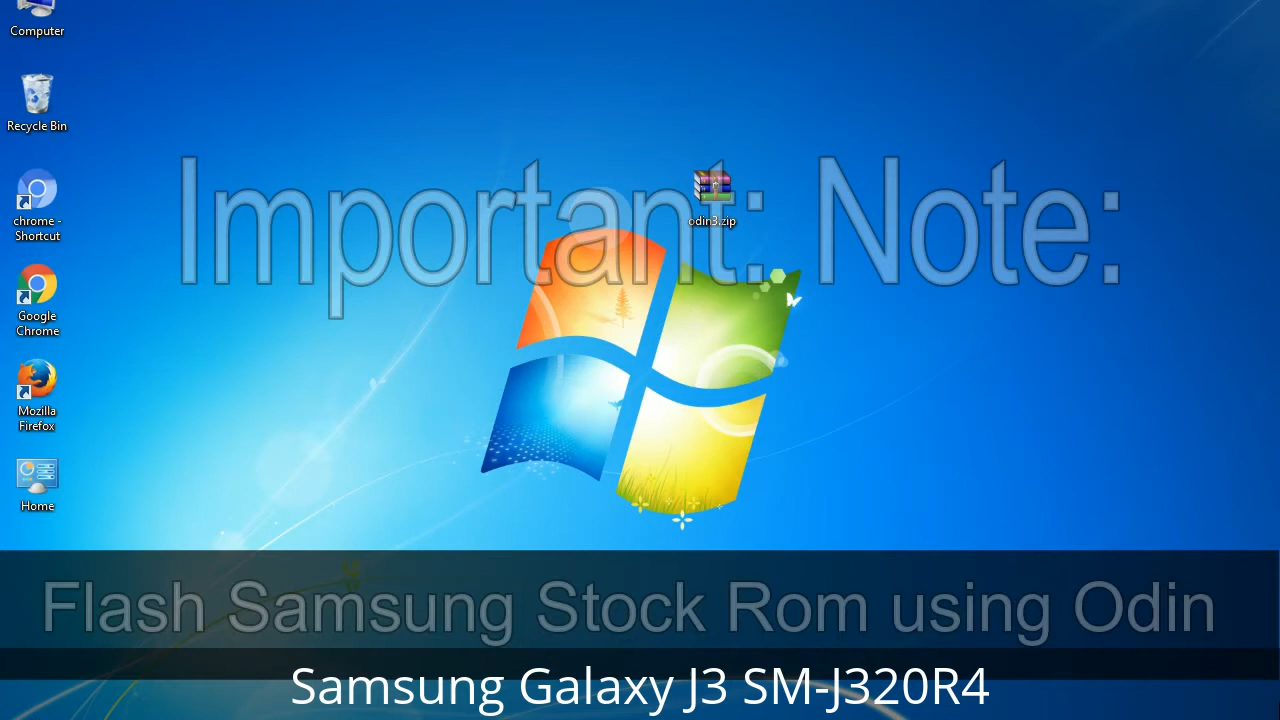 Computer
Recycle Bin
chrome -
Shortcut
Google
Chrome
Mozilla
Firefox
Home
odin3.zip
Important: Note:
Flash Samsung Stock Rom using Odin
Samsung Galaxy J3 SM-J320R4